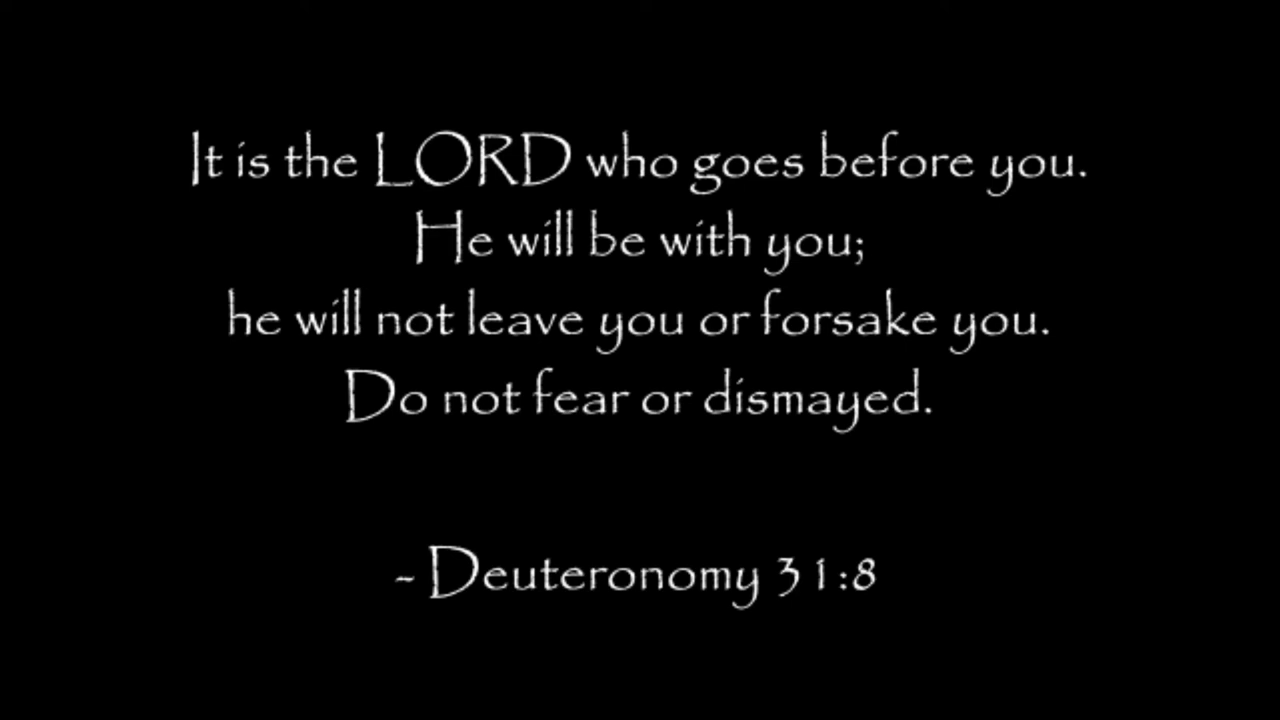 It is the LORD who goes before you.
He will be with you;
he will not leave you or forsake you.
Do not fear or dismayed.
- Deuteronomy 31:8